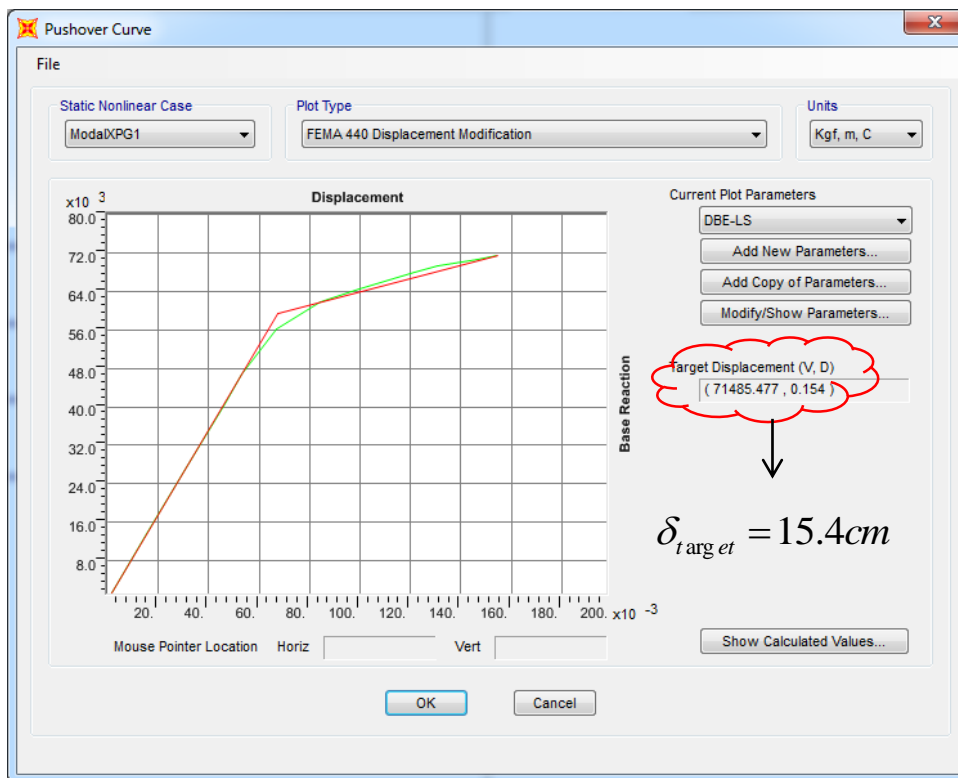 Pushover Curve
File
Static Nonlinear Case
ModalXPG1
Plot Type
FEMA 440 Displacement Modification
Units
Kgf, m, C
Displacement
x10 3
80.0
72.0
64.0
56.0
48.0
40.0
32.0
24.0
16.0
8.0
20. 40. 60. 80. 100. 120. 140. 160. 180. 200. x10 -3
Base Reaction
Mouse Pointer Location Horiz Vert
Current Plot Parameters
DBE-LS
Add New Parameters...
Add Copy of Parameters...
Modify/Show Parameters...
Target Displacement (V, D)
( 71485.477 , 0.154 )
δ_target = 15.4cm
Show Calculated Values...
OK Cancel